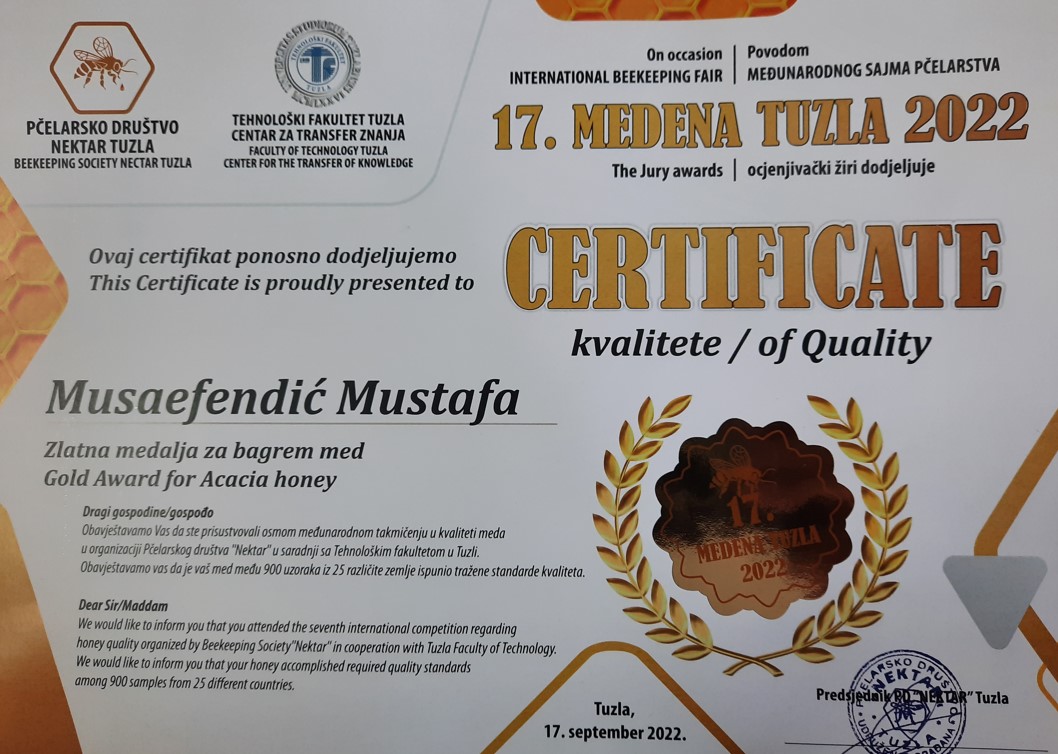 PČELARSKO DRUŠTVO
NEKTAR TUZLA
BEEKEEPING SOCIETY NECTAR TUZLA
TEHNOLOŠKI FAKULTET TUZLA
CENTAR ZA TRANSFER ZNANJA
FACULTY OF TECHNOLOGY TUZLA
CENTER FOR THE TRANSFER OF KNOWLEDGE
TEHNOLOŠKI FAKULTET
TUZLA
On occasion
INTERNATIONAL BEEKEEPING FAIR
Povodom
MEĐUNARODNOG SAJMA PČELARSTVA
17. MEDENA TUZLA 2022
The Jury awards
ocjenjivački žiri dodjeljuje
Ovaj certifikat ponosno dodjeljujemo
This Certificate is proudly presented to
CERTIFICATE
kvalitete / of Quality
Musaefendić Mustafa
Zlatna medalja za bagrem med
Gold Award for Acacia honey
Dragi gospodine/gospođo
Obavještavamo Vas da ste prisustvovali osmom međunarodnom takmičenju u kvaliteti meda
u organizaciji Pčelarskog društva "Nektar" u saradnji sa Tehnološkim fakultetom u Tuzli.
Obavještavamo vas da je vaš med među 900 uzoraka iz 25 različite zemlje ispunio tražene standarde kvaliteta.
Dear Sir/Maddam
We would like to inform you that you attended the seventh international competition regarding
honey quality organized by Beekeeping Society"Nektar" in cooperation with Tuzla Faculty of Technology.
We would like to inform you that your honey accomplished required quality standards
among 900 samples from 25 different countries.
17.
MEDENA TUZLA
2022
Tuzla,
17. september 2022.
Predsjednik PD "NEKTAR" Tuzla
PČELARSKO DRUŠ
NEKTAR
TUZLA